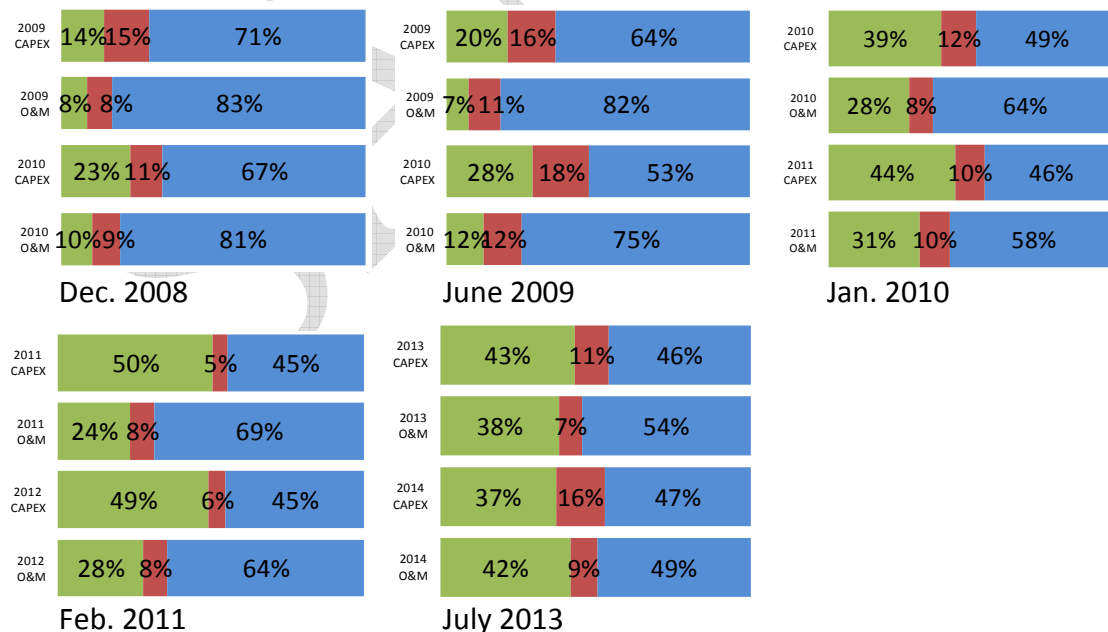 2009
CAPEX
14% 15% 71%
2009
O&M
8% 8% 83%
2010
CAPEX
23% 11% 67%
2010
O&M
10% 9% 81%
Dec. 2008
2009
CAPEX
20% 16% 64%
2009
O&M
7% 11% 82%
2010
CAPEX
28% 18% 53%
2010
O&M
12% 12% 75%
June 2009
2010
CAPEX
39% 12% 49%
2010
O&M
28% 8% 64%
2011
CAPEX
44% 10% 46%
2011
O&M
31% 10% 58%
Jan. 2010
2011
CAPEX
50% 5% 45%
2011
O&M
24% 8% 69%
2012
CAPEX
49% 6% 45%
2012
O&M
28% 8% 64%
Feb. 2011
2013
CAPEX
43% 11% 46%
2013
O&M
38% 7% 54%
2014
CAPEX
37% 16% 47%
2014
O&M
42% 9% 49%
July 2013